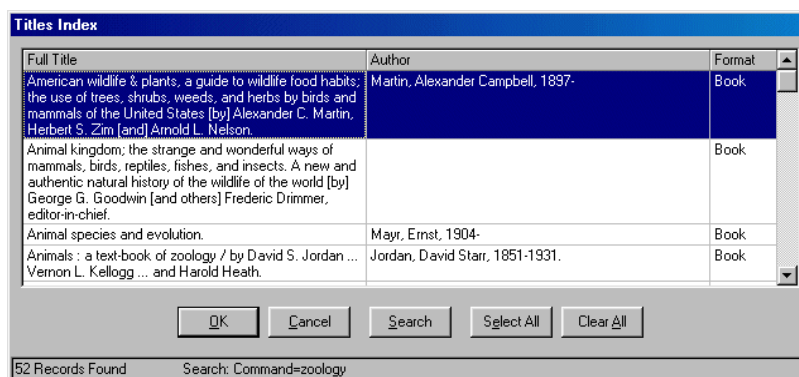 Titles Index
Full Title Author Format
American wildlife & plants, a guide to wildlife food habits; Martin, Alexander Campbell, 1897- Book
the use of trees, shrubs, weeds, and herbs by birds and
mammals of the United States [by] Alexander C. Martin,
Herbert S. Zim [and] Arnold L. Nelson.
Animal kingdom; the strange and wonderful ways of Book
mammals, birds, reptiles, fishes, and insects. A new and
authentic natural history of the wildlife of the world [by]
George G. Goodwin [and others] Frederic Drimmer,
editor-in-chief.
Animal species and evolution. Mayr, Ernst, 1904- Book
Animals : a text-book of zoology / by David S. Jordan ... Jordan, David Starr, 1851-1931. Book
Vernon L. Kellogg ... and Harold Heath.
OK Cancel Search Select All Clear All
52 Records Found Search: Command=zoology